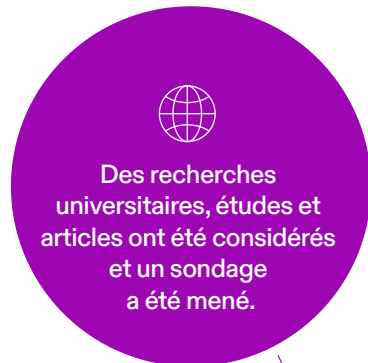 Des recherches
universitaires, études et
articles ont été considérés
et un sondage
a été mené.